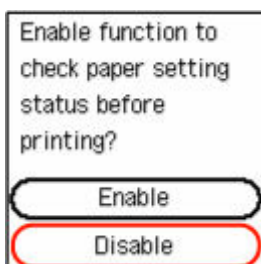 Enable function to
check paper setting
status before
printing?
Enable
Disable